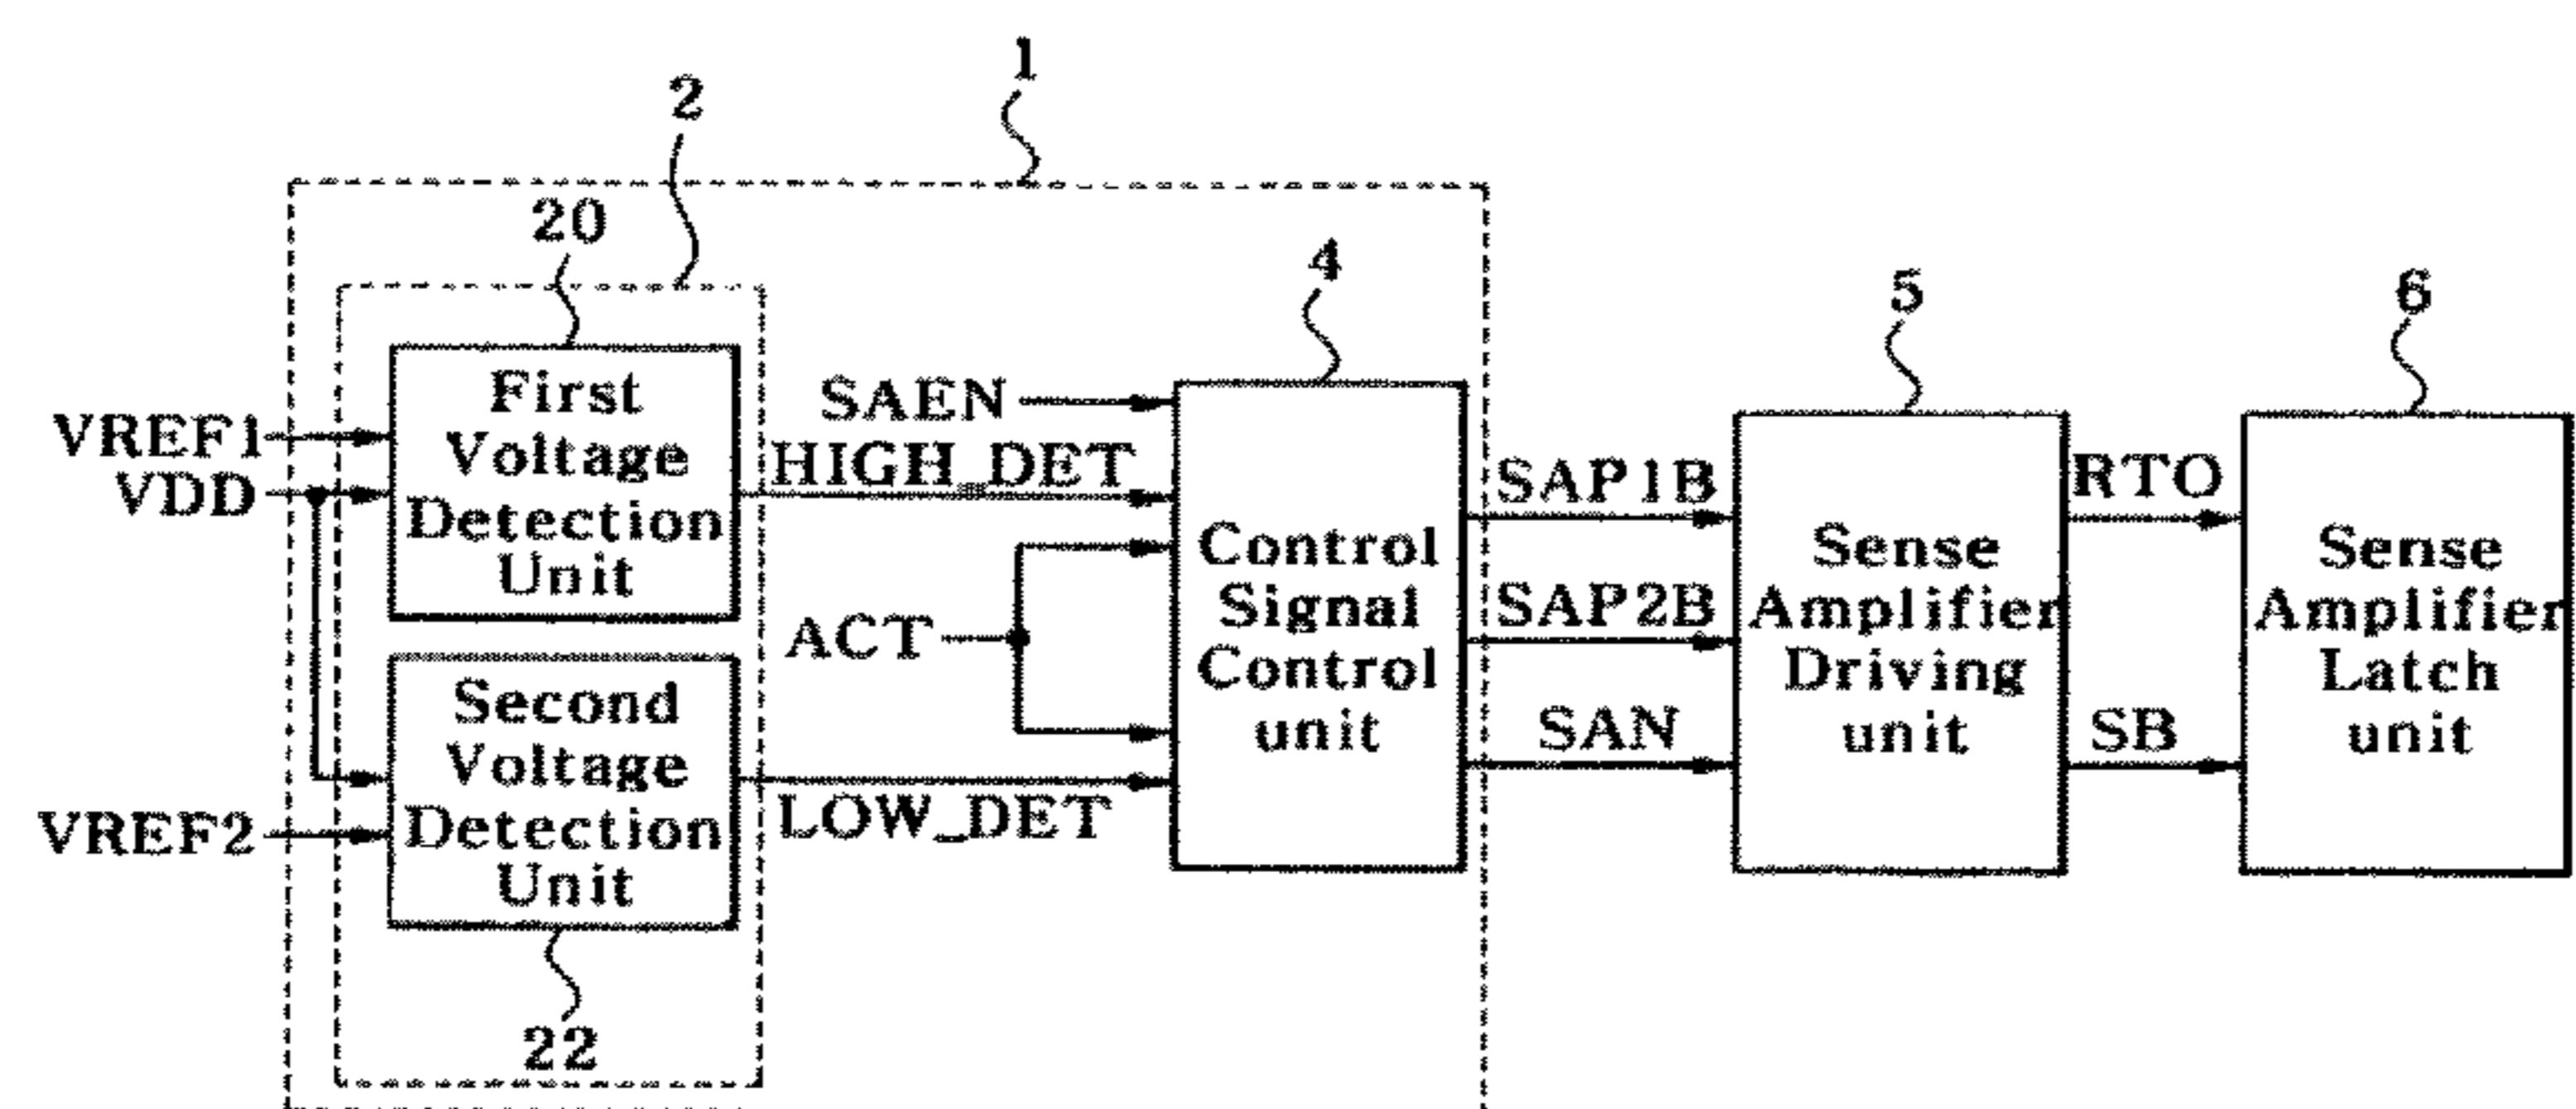 1
2
20
4
5
6
First
Voltage
Detection
Unit
VREF1
VDD
SAEN
HIGH_DET
ACT
Second
Voltage
Detection
Unit
VREF2
LOW_DET
22
Control
Signal
Control
unit
SAP1B
SAP2B
SAN
Sense
Amplifier
Driving
unit
RTO
SB
Sense
Amplifier
Latch
unit